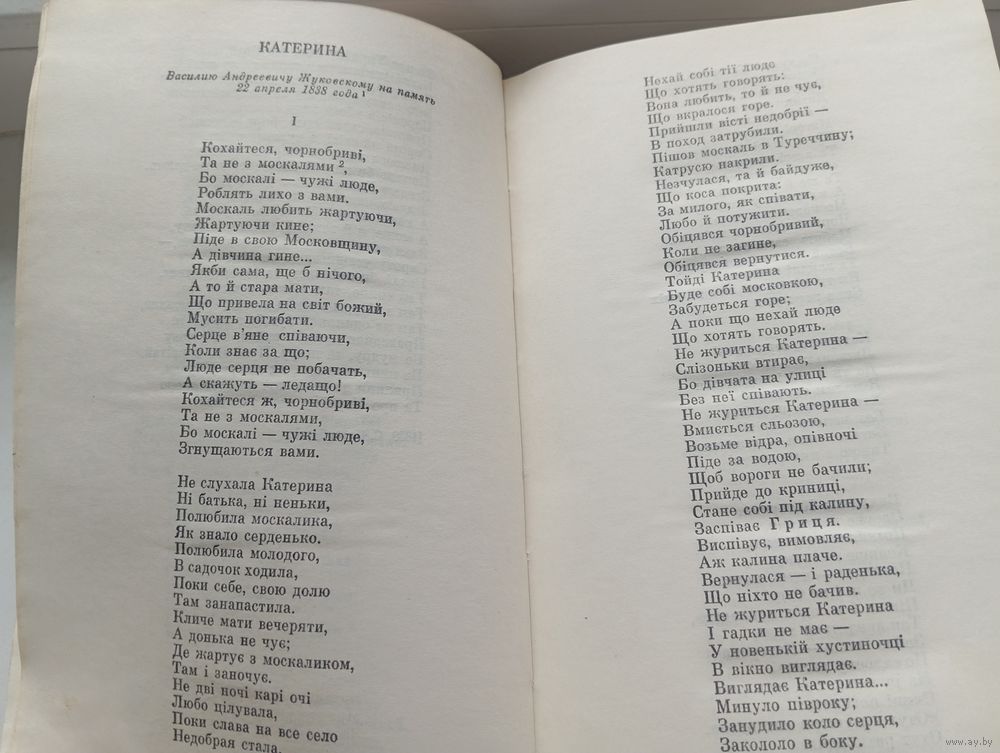 КАТЕРИНА
Василию Андреевичу Жуковскому на память
22 апреля 1838 года ¹
I
Кохайтеся, чорнобриві,
Та не з москалями ²,
Бо москалі — чужі люде,
Роблять лихо з вами.
Москаль любить жартуючи,
Жартуючи кине;
Піде в свою Московщину,
А дівчина гине...
Якби сама, ще б нічого,
А то й стара мати,
Що привела на світ божий,
Мусить погибати.
Серце в'яне співаючи,
Коли знає за що;
Люде серця не побачать,
А скажуть — ледащо!
Кохайтеся ж, чорнобриві,
Та не з москалями,
Бо москалі — чужі люде,
Згнущаються вами.
Не слухала Катерина
Ні батька, ні неньки,
Полюбила москалика,
Як знало серденько.
Полюбила молодого,
В садочок ходила,
Поки себе, свою долю
Там занапастила.
Кличе мати вечеряти,
А донька не чує;
Де жартує з москаликом,
Там і заночує.
Не дві ночі карі очі
Любо цілувала,
Поки слава на все село
Недобрая стала.
Нехай собі тії люде
Що хотять говорять:
Вона любить, то й не чує,
Що вкралося горе.
Прийшли вісті недобрії —
В поход затрубили.
Пішов москаль в Туреччину;
Катрусю накрили.
Незчулася, та й байдуже,
Що коса покрита:
За милого, як співати,
Любо й потужити.
Обіцявся чорнобривий,
Коли не загине,
Обіцявся вернутися.
Тойді Катерина
Буде собі московкою,
Забудеться горе;
А поки що нехай люде
Що хотять говорять.
Не журиться Катерина —
Слізоньки втирає,
Бо дівчата на улиці
Без неї співають.
Не журиться Катерина —
Вмиється сльозою,
Возьме відра, опівночі
Піде за водою,
Щоб вороги не бачили;
Прийде до криниці,
Стане собі під калину,
Заспіває Гриця.
Виспівує, вимовляє,
Аж калина плаче.
Вернулася — і раденька,
Що ніхто не бачив.
Не журиться Катерина
І гадки не має —
У новенькій хустиночці
В вікно виглядає.
Виглядає Катерина...
Минуло півроку;
Занудило коло серця,
Закололо в боку.
www.ay.by